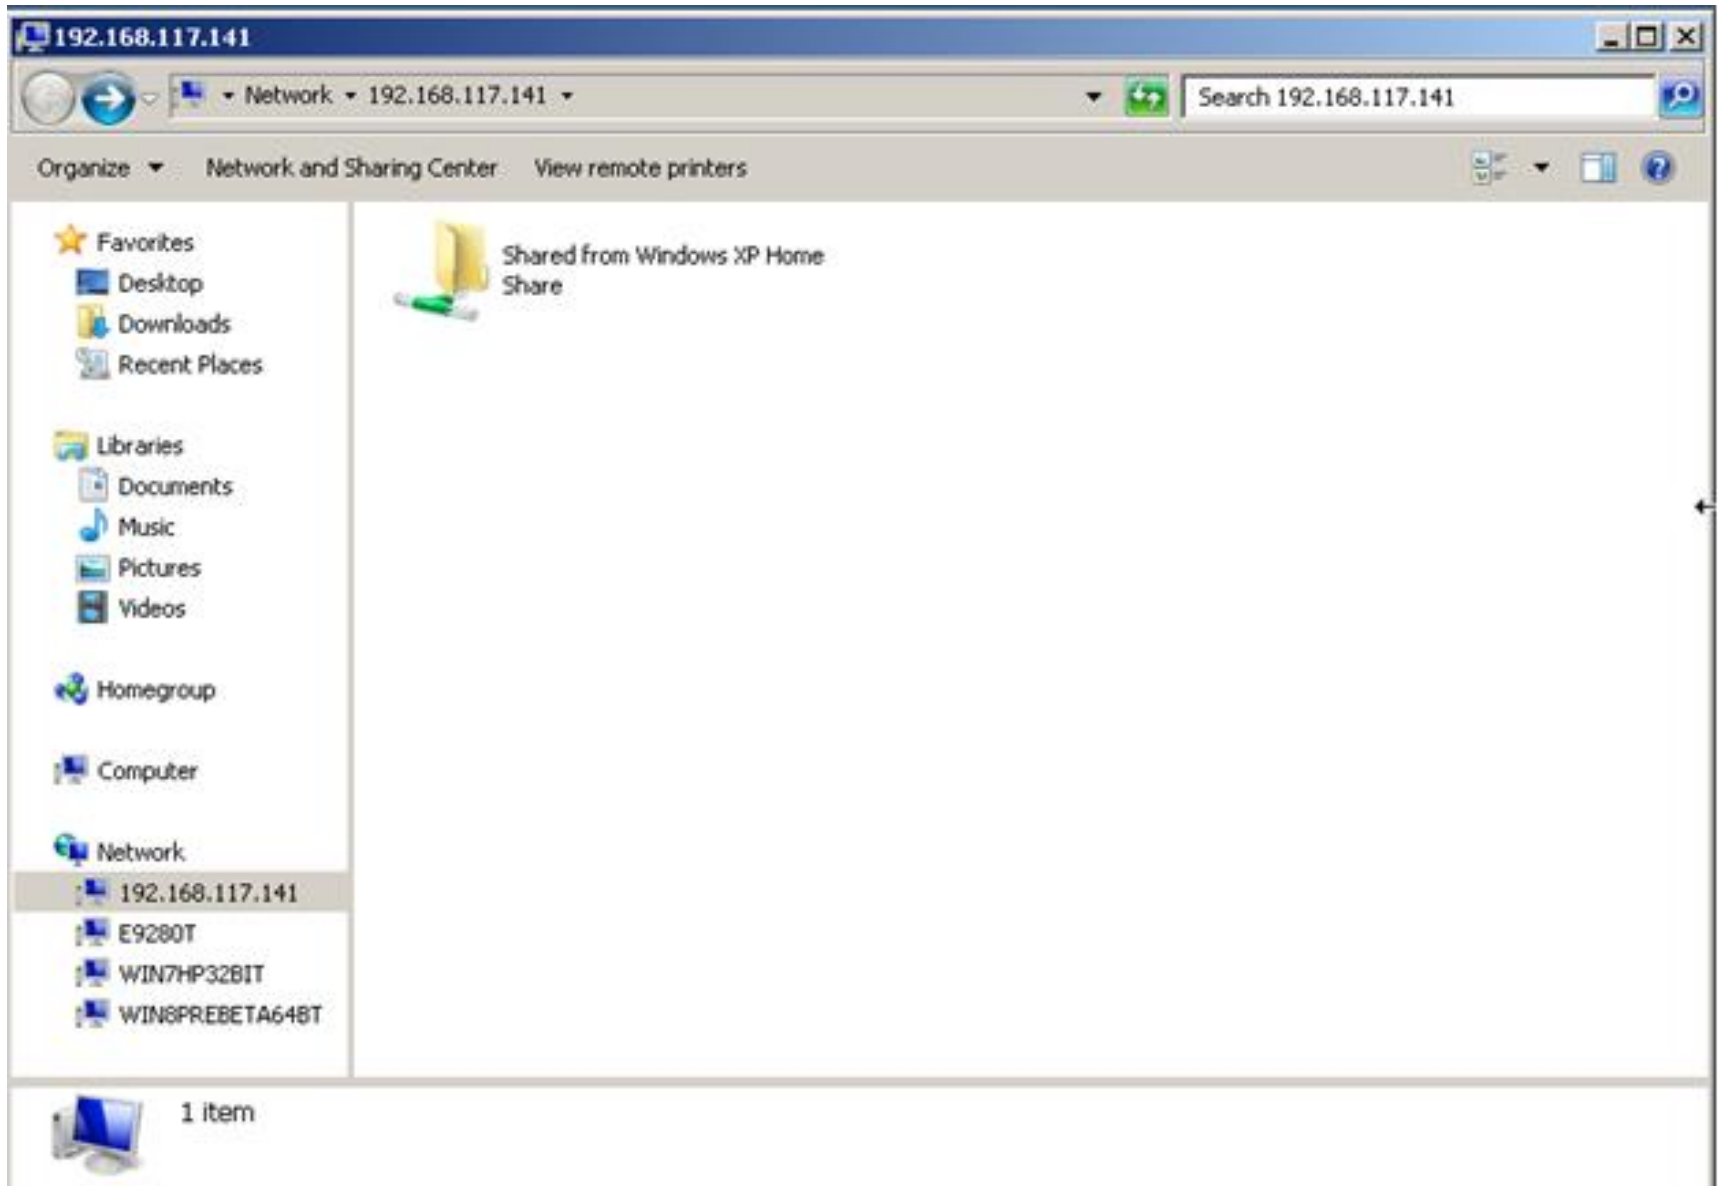 192.168.117.141
Network 192.168.117.141
Search 192.168.117.141
Organize Network and Sharing Center View remote printers
Favorites
Desktop
Downloads
Recent Places
Libraries
Documents
Music
Pictures
Videos
Homegroup
Computer
Network
192.168.117.141
E9280T
WIN7HP32BIT
WIN8PREBETA64BT
Shared from Windows XP Home
Share
1 item